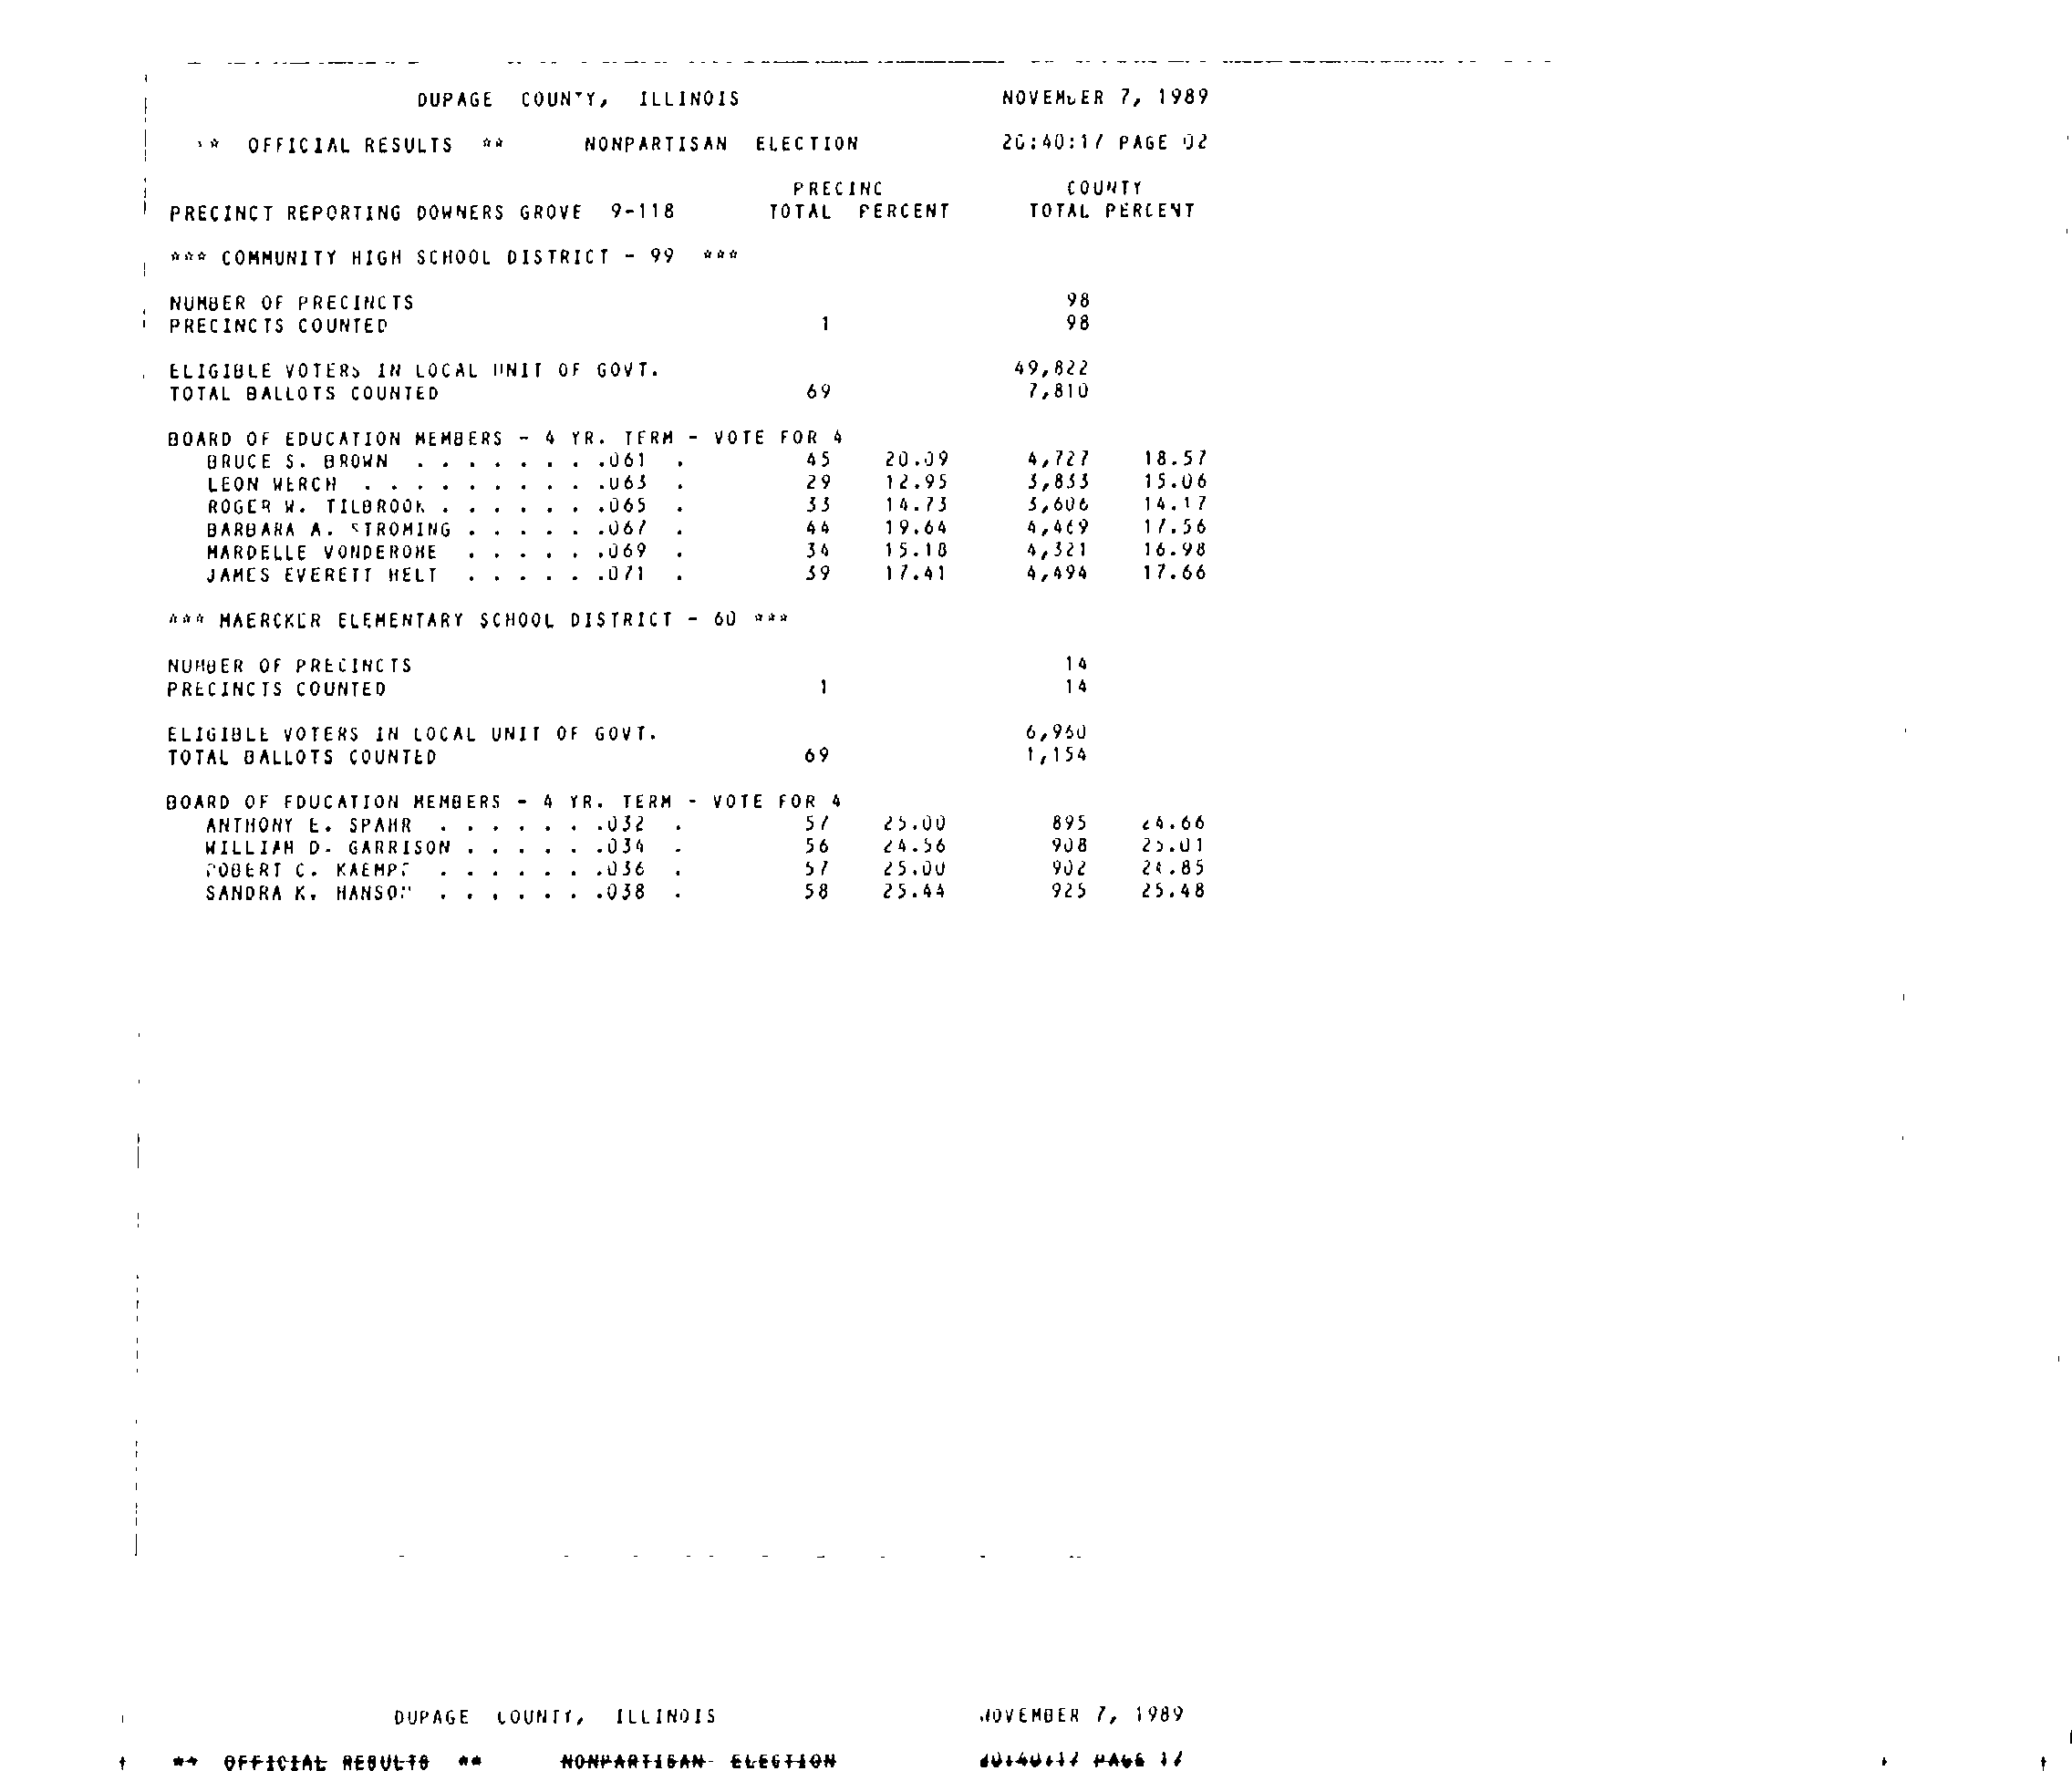 DUPAGE COUNTY, ILLINOIS NOVEMBER 7, 1989
** OFFICIAL RESULTS ** NONPARTISAN ELECTION 20:40:17 PAGE 02
PRECINC COUNTY
PRECINCT REPORTING DOWNERS GROVE 9-118 TOTAL PERCENT TOTAL PERCENT
*** COMMUNITY HIGH SCHOOL DISTRICT - 99 ***
NUMBER OF PRECINCTS 98
PRECINCTS COUNTED 1 98
ELIGIBLE VOTERS IN LOCAL UNIT OF GOVT. 49,822
TOTAL BALLOTS COUNTED 69 7,810
BOARD OF EDUCATION MEMBERS - 4 YR. TERM - VOTE FOR 4
BRUCE S. BROWN . . . . . . . .061 . 45 20.09 4,727 18.57
LEON WERCH . . . . . . . . . .063 . 29 12.95 3,833 15.06
ROGER W. TILBROOK . . . . . . .065 . 33 14.73 3,606 14.17
BARBARA A. STROMING . . . . . .067 . 44 19.64 4,469 17.56
MARDELLE VONDEROHE . . . . . .069 . 34 15.18 4,321 16.98
JAMES EVERETT HELT . . . . . .071 . 39 17.41 4,494 17.66
*** MAERCKER ELEMENTARY SCHOOL DISTRICT - 60 ***
NUMBER OF PRECINCTS 14
PRECINCTS COUNTED 1 14
ELIGIBLE VOTERS IN LOCAL UNIT OF GOVT. 6,960
TOTAL BALLOTS COUNTED 69 1,154
BOARD OF EDUCATION MEMBERS - 4 YR. TERM - VOTE FOR 4
ANTHONY E. SPAHR . . . . . . .032 . 57 25.00 895 24.66
WILLIAM D. GARRISON . . . . . .034 . 56 24.56 908 25.01
ROBERT C. KAEMPF . . . . . . .036 . 57 25.00 902 24.85
SANDRA K. HANSON . . . . . . .038 . 58 25.44 925 25.48
DUPAGE COUNTY, ILLINOIS NOVEMBER 7, 1989
** OFFICIAL RESULTS ** NONPARTISAN ELECTION 20:40:17 PAGE